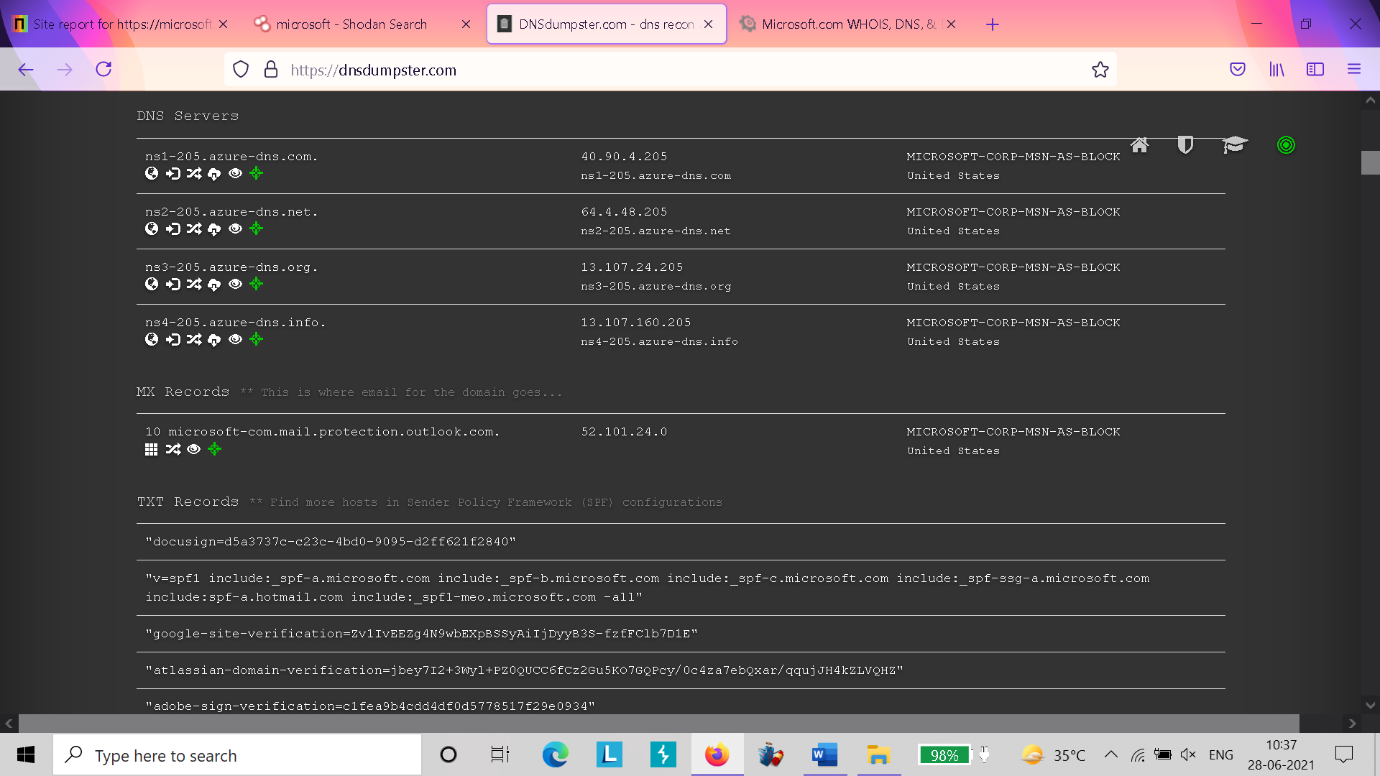 Site report for https://microsoft
microsoft - Shodan Search
DNSdumpster.com - dns recon
Microsoft.com WHOIS, DNS, &
https://dnsdumpster.com
DNS Servers
ns1-205.azure-dns.com. 40.90.4.205 MICROSOFT-CORP-MSN-AS-BLOCK
ns1-205.azure-dns.com United States
ns2-205.azure-dns.net. 64.4.48.205 MICROSOFT-CORP-MSN-AS-BLOCK
ns2-205.azure-dns.net United States
ns3-205.azure-dns.org. 13.107.24.205 MICROSOFT-CORP-MSN-AS-BLOCK
ns3-205.azure-dns.org United States
ns4-205.azure-dns.info. 13.107.160.205 MICROSOFT-CORP-MSN-AS-BLOCK
ns4-205.azure-dns.info United States
MX Records ** This is where email for the domain goes...
10 microsoft-com.mail.protection.outlook.com. 52.101.24.0 MICROSOFT-CORP-MSN-AS-BLOCK
United States
TXT Records ** Find more hosts in Sender Policy Framework (SPF) configurations
"docusign=d5a3737c-c23c-4bd0-9095-d2ff621f2840"
"v=spf1 include:_spf-a.microsoft.com include:_spf-b.microsoft.com include:_spf-c.microsoft.com include:_spf-ssg-a.microsoft.com
include:spf-a.hotmail.com include:_spf1-meo.microsoft.com -all"
"google-site-verification=Zv1IvEEZg4N9wbEXpBSSyAiIjDyyB3S-fzfFClb7D1E"
"atlassian-domain-verification=jbey7I2+3Wyl+PZ0QUCC6fCz2Gu5KO7GQPcy/0c4za7ebQxar/qqujJH4kZLVQHZ"
"adobe-sign-verification=c1fea9b4cdd4df0d5778517f29e0934"
Type here to search
98%
35°C
ENG
10:37
28-06-2021